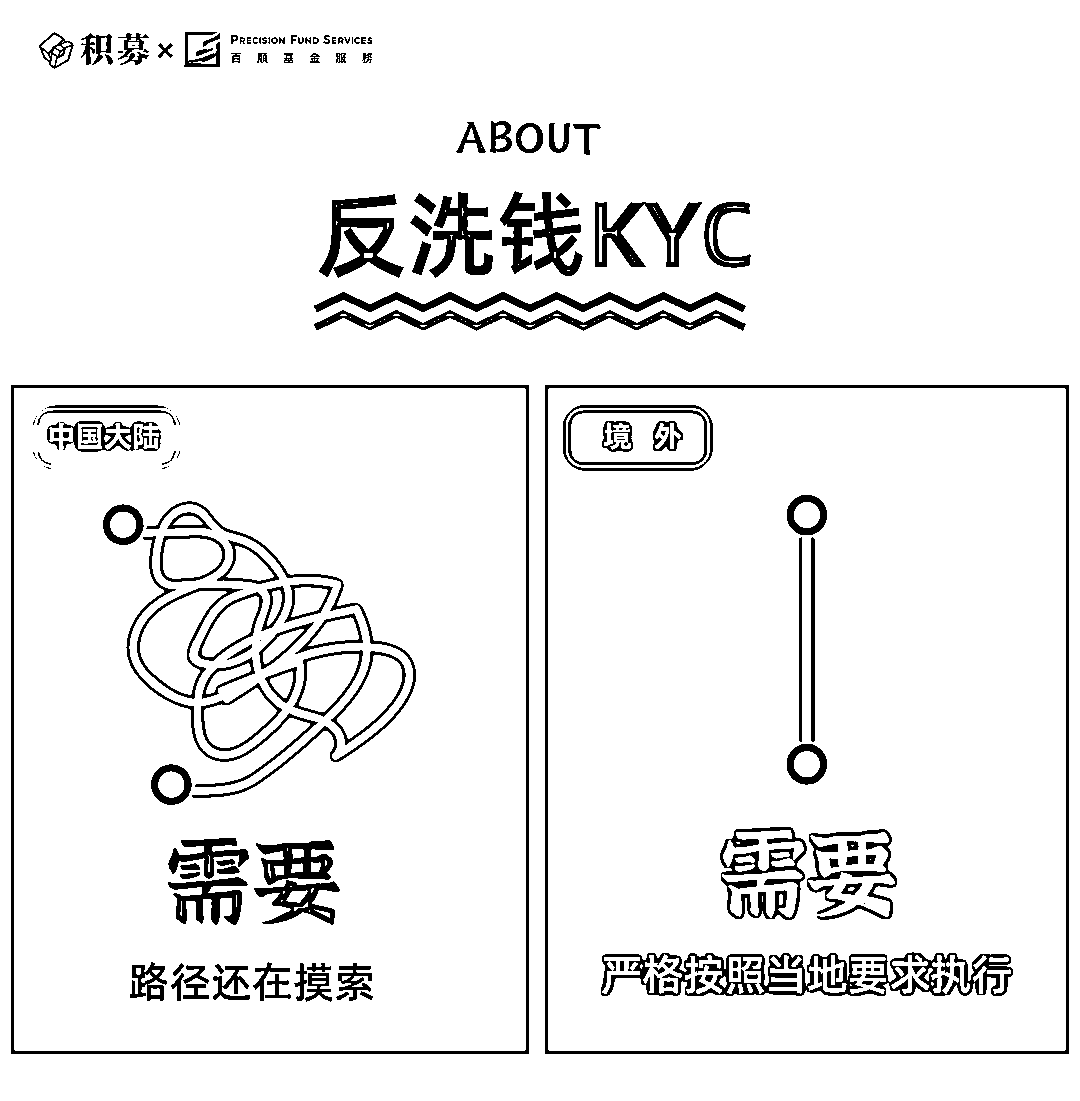 积募×PRECISION FUND SERVICES
百順基金服務
ABOUT
反洗钱KYC
中国大陆
需要
路径还在摸索
境外
需要
严格按照当地要求执行